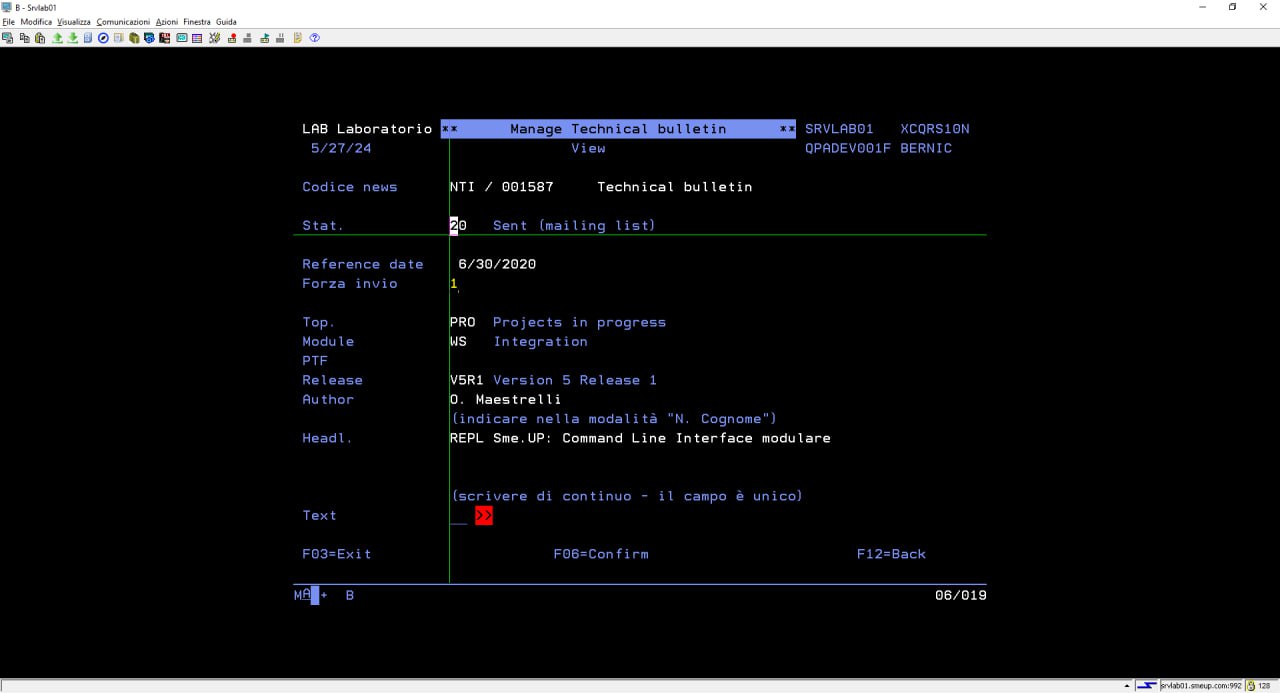 B - Srvlab01
File Modifica Visualizza Comunicazioni Azioni Finestra Guida
LAB Laboratorio ** Manage Technical bulletin ** SRVLAB01 XCQRS10N
5/27/24 View QPADEV001F BERNIC
Codice news NTI / 001587 Technical bulletin
Stat. 20 Sent (mailing list)
Reference date 6/30/2020
Forza invio 1
Top. PRO Projects in progress
Module WS Integration
PTF
Release V5R1 Version 5 Release 1
Author O. Maestrelli
(indicare nella modalità "N. Cognome")
Headl. REPL Sme.UP: Command Line Interface modulare
(scrivere di continuo - il campo è unico)
Text __ >>
F03=Exit F06=Confirm F12=Back
MA + B 06/019
srvlab01.smeup.com:992 128